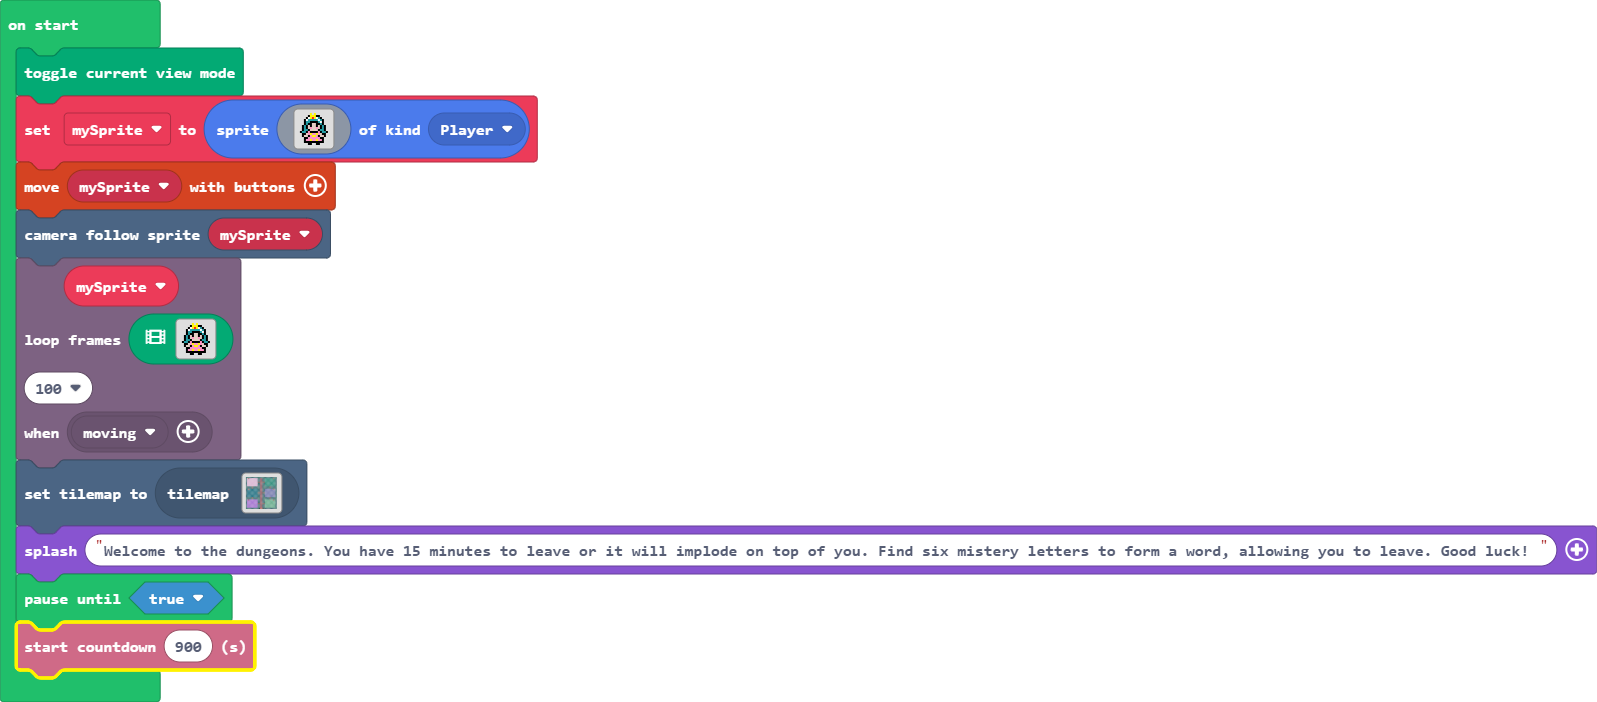 on start
toggle current view mode
set mySprite to sprite of kind Player
move mySprite with buttons
camera follow sprite mySprite
mySprite
loop frames
100
when moving
set tilemap to tilemap
splash "Welcome to the dungeons. You have 15 minutes to leave or it will implode on top of you. Find six mistery letters to form a word, allowing you to leave. Good luck! "
pause until true
start countdown 900 (s)